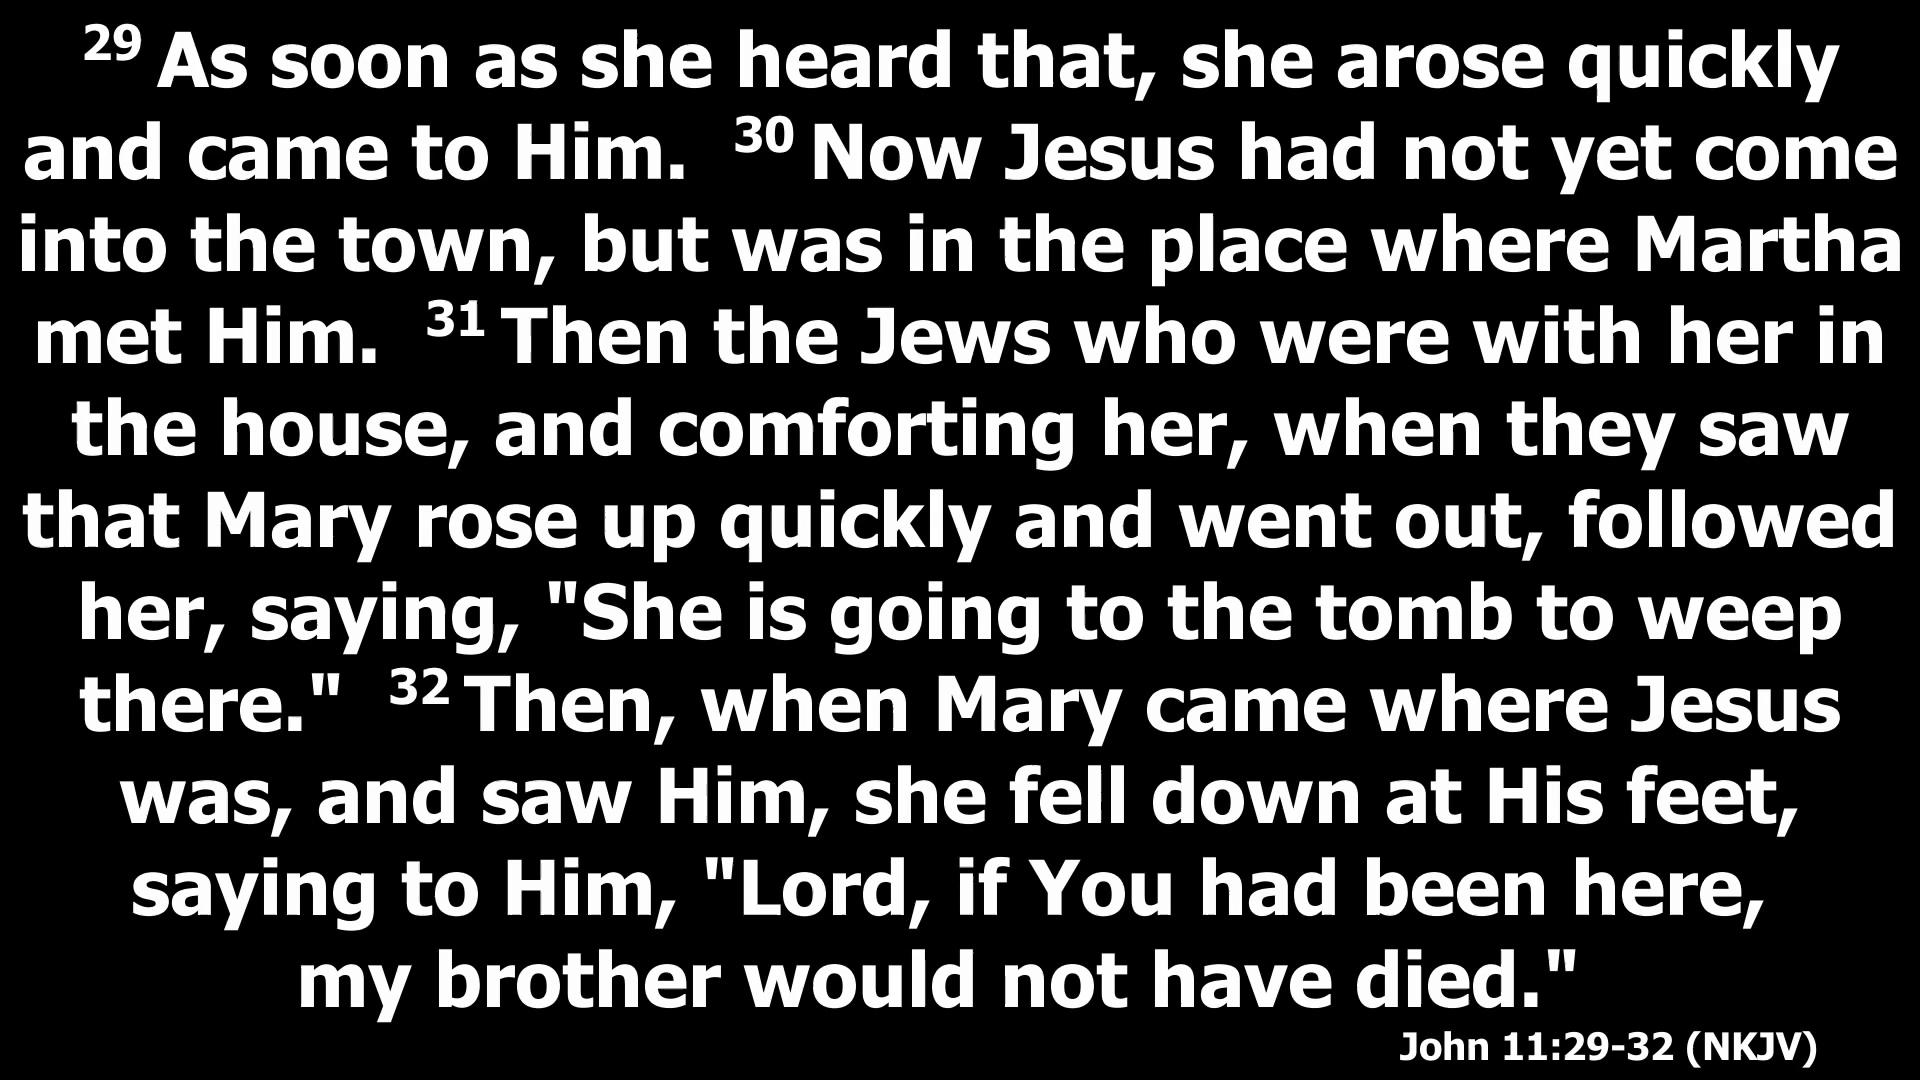 29 As soon as she heard that, she arose quickly
and came to Him. 30 Now Jesus had not yet come
into the town, but was in the place where Martha
met Him. 31 Then the Jews who were with her in
the house, and comforting her, when they saw
that Mary rose up quickly and went out, followed
her, saying, "She is going to the tomb to weep
there." 32 Then, when Mary came where Jesus
was, and saw Him, she fell down at His feet,
saying to Him, "Lord, if You had been here,
my brother would not have died."
John 11:29-32 (NKJV)